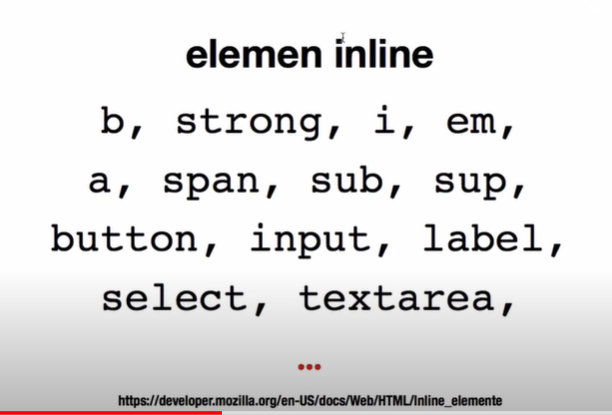 elemen inline
b, strong, i, em,
a, span, sub, sup,
button, input, label,
select, textarea,
...
https://developer.mozilla.org/en-US/docs/Web/HTML/Inline_elemente